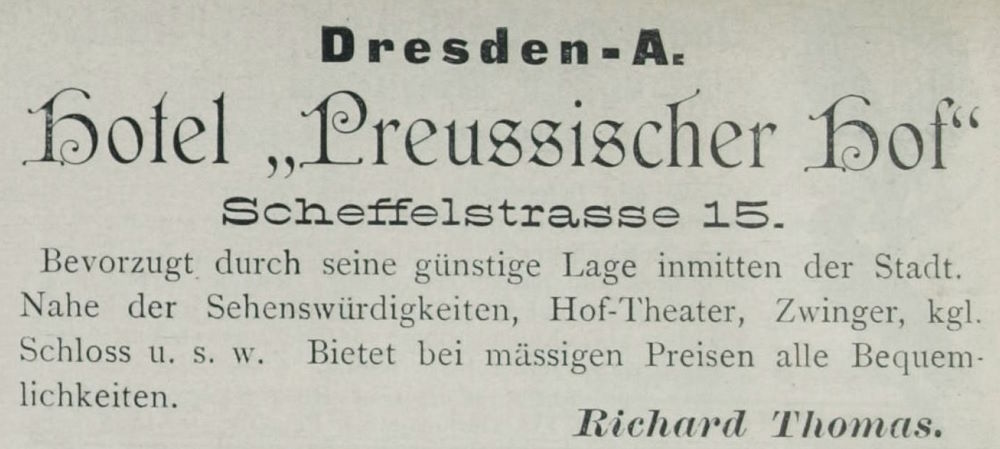 Dresden-A.
Hotel „Preussischer Hof“
Scheffelstrasse 15.
Bevorzugt durch seine günstige Lage inmitten der Stadt.
Nahe der Sehenswürdigkeiten, Hof-Theater, Zwinger, kgl.
Schloss u. s. w. Bietet bei mässigen Preisen alle Bequem-
lichkeiten.
Richard Thomas.